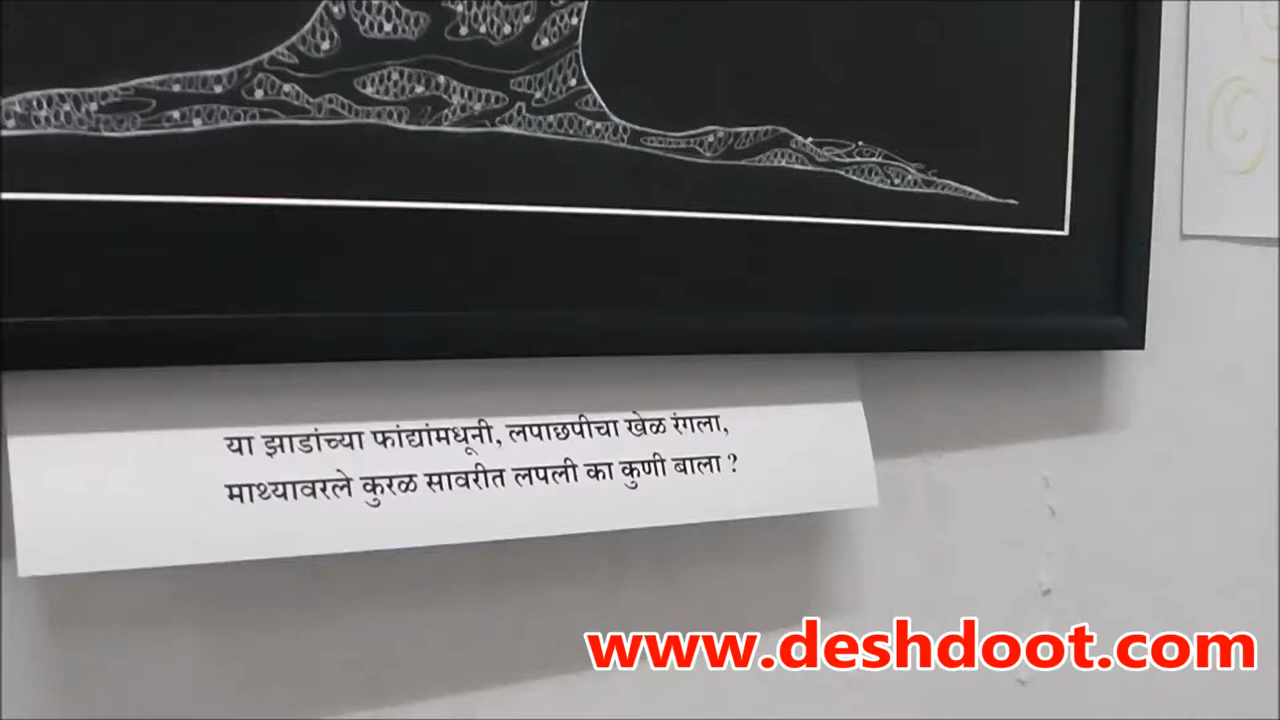 या झाडांच्या फांद्यांमधूनी, लपाछपीचा खेळ रंगला,
माथ्यावरले कुरळ सावरीत लपली का कुणी बाला ?
www.deshdoot.com